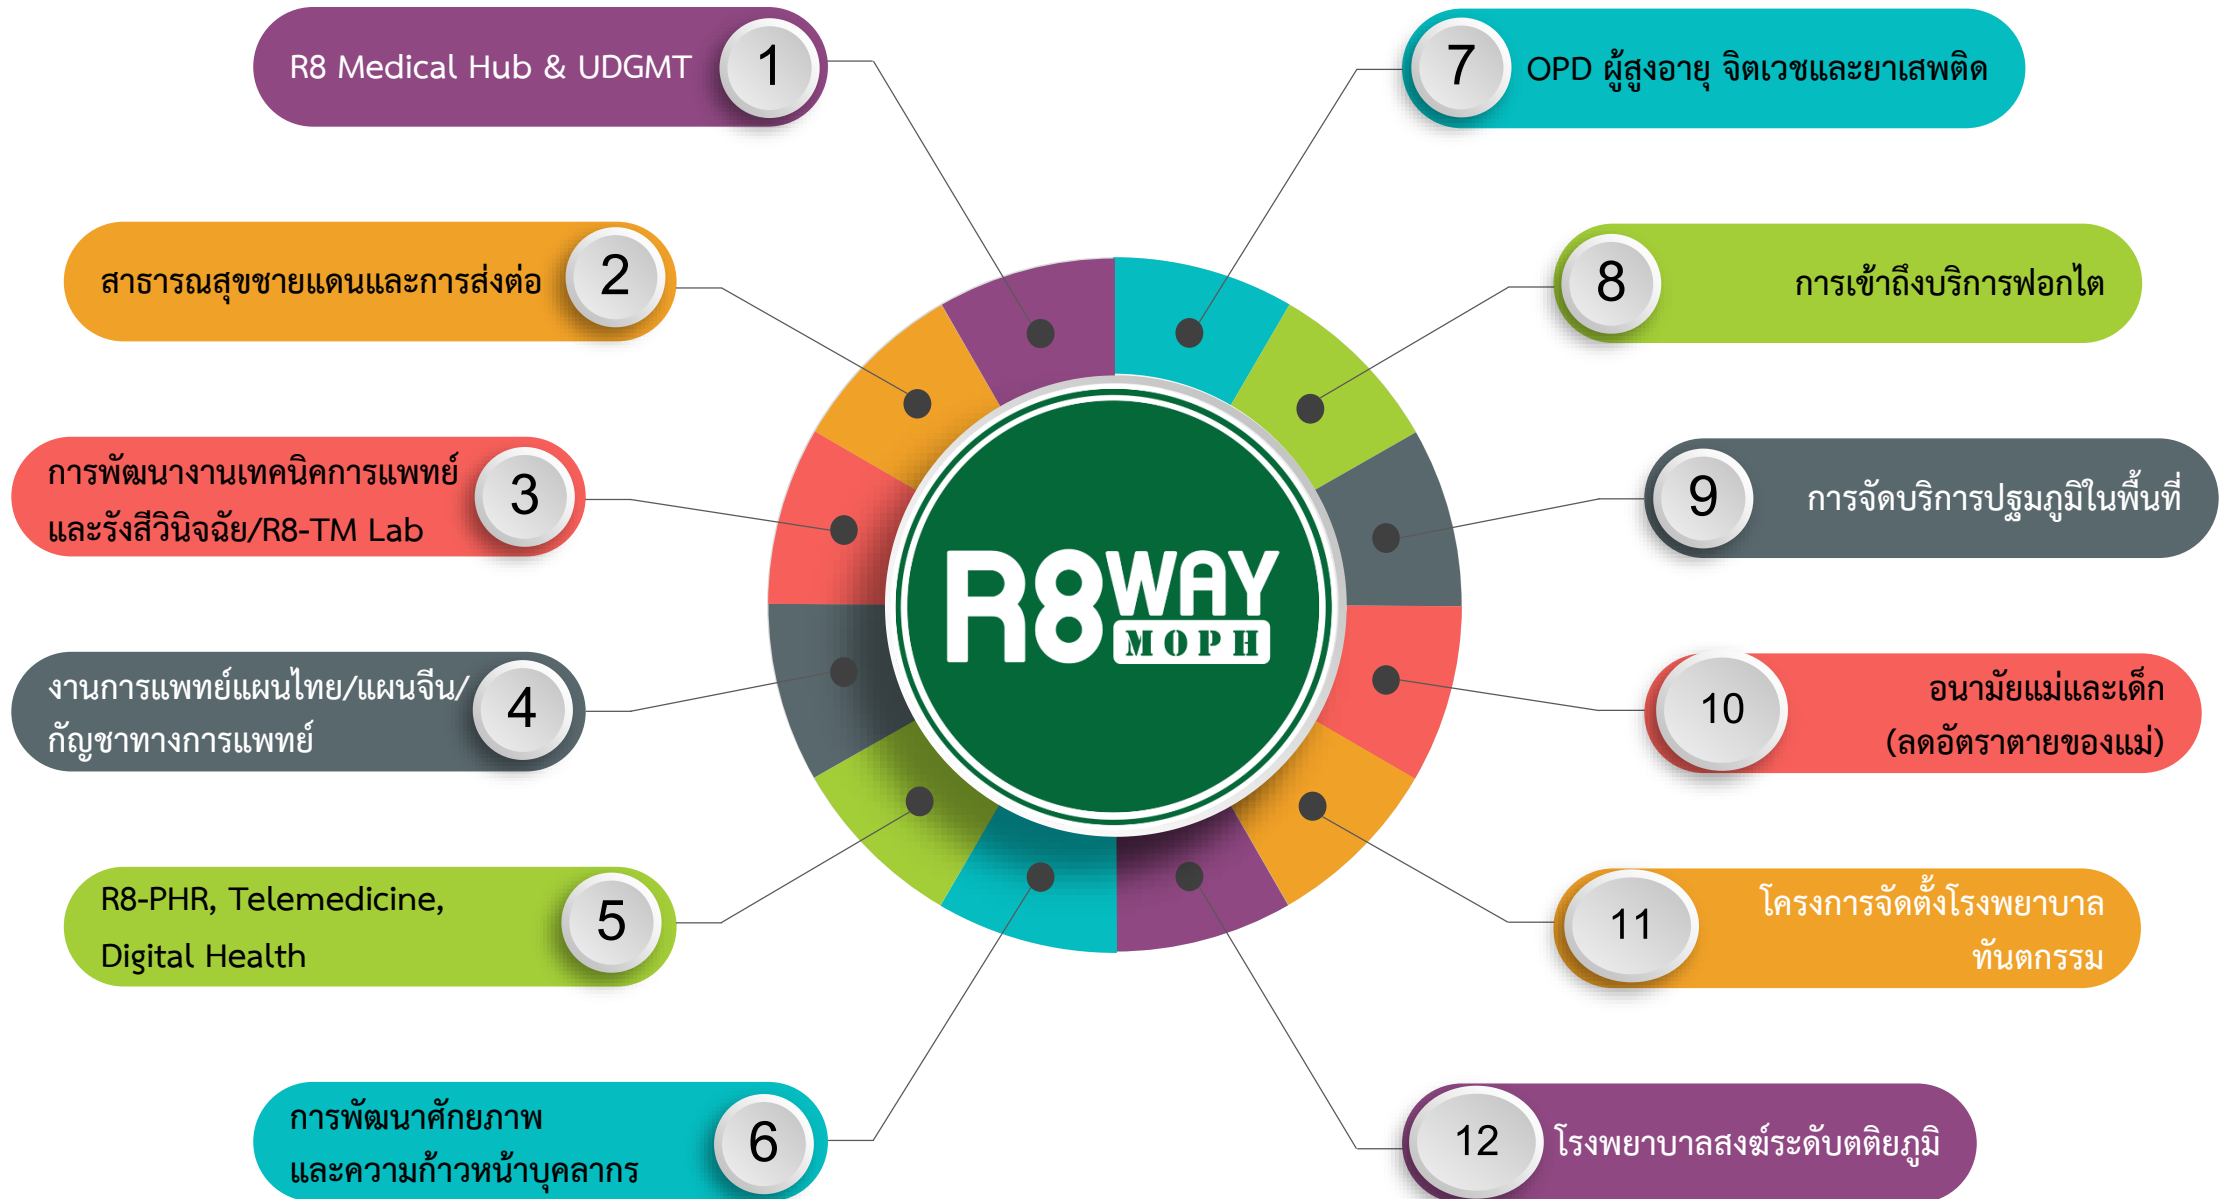 1
R8 Medical Hub & UDGMT
2
สาธารณสุขชายแดนและการส่งต่อ
3
การพัฒนางานเทคนิคการแพทย์
และรังสีวินิจฉัย/R8-TM Lab
4
งานการแพทย์แผนไทย/แผนจีน/
กัญชาทางการแพทย์
5
R8-PHR, Telemedicine,
Digital Health
6
การพัฒนาศักยภาพ
และความก้าวหน้าบุคลากร
R8 WAY
MOPH
7
OPD ผู้สูงอายุ จิตเวชและยาเสพติด
8
การเข้าถึงบริการฟอกไต
9
การจัดบริการปฐมภูมิในพื้นที่
10
อนามัยแม่และเด็ก
(ลดอัตราตายของแม่)
11
โครงการจัดตั้งโรงพยาบาล
ทันตกรรม
12
โรงพยาบาลสงฆ์ระดับตติยภูมิ